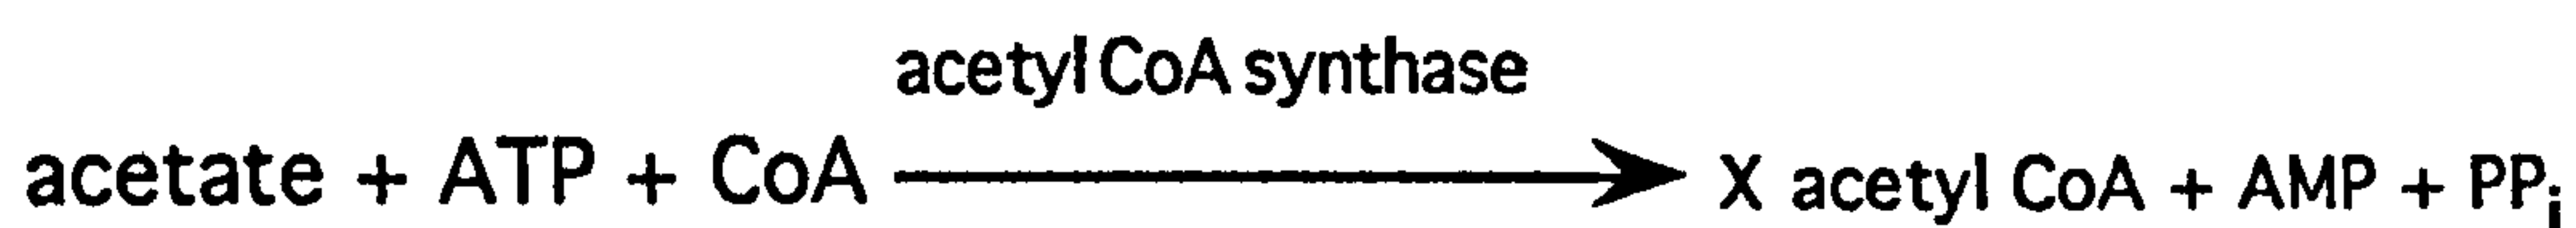 acetyl CoA synthase
acetate + ATP + CoA → X acetyl CoA + AMP + PPi